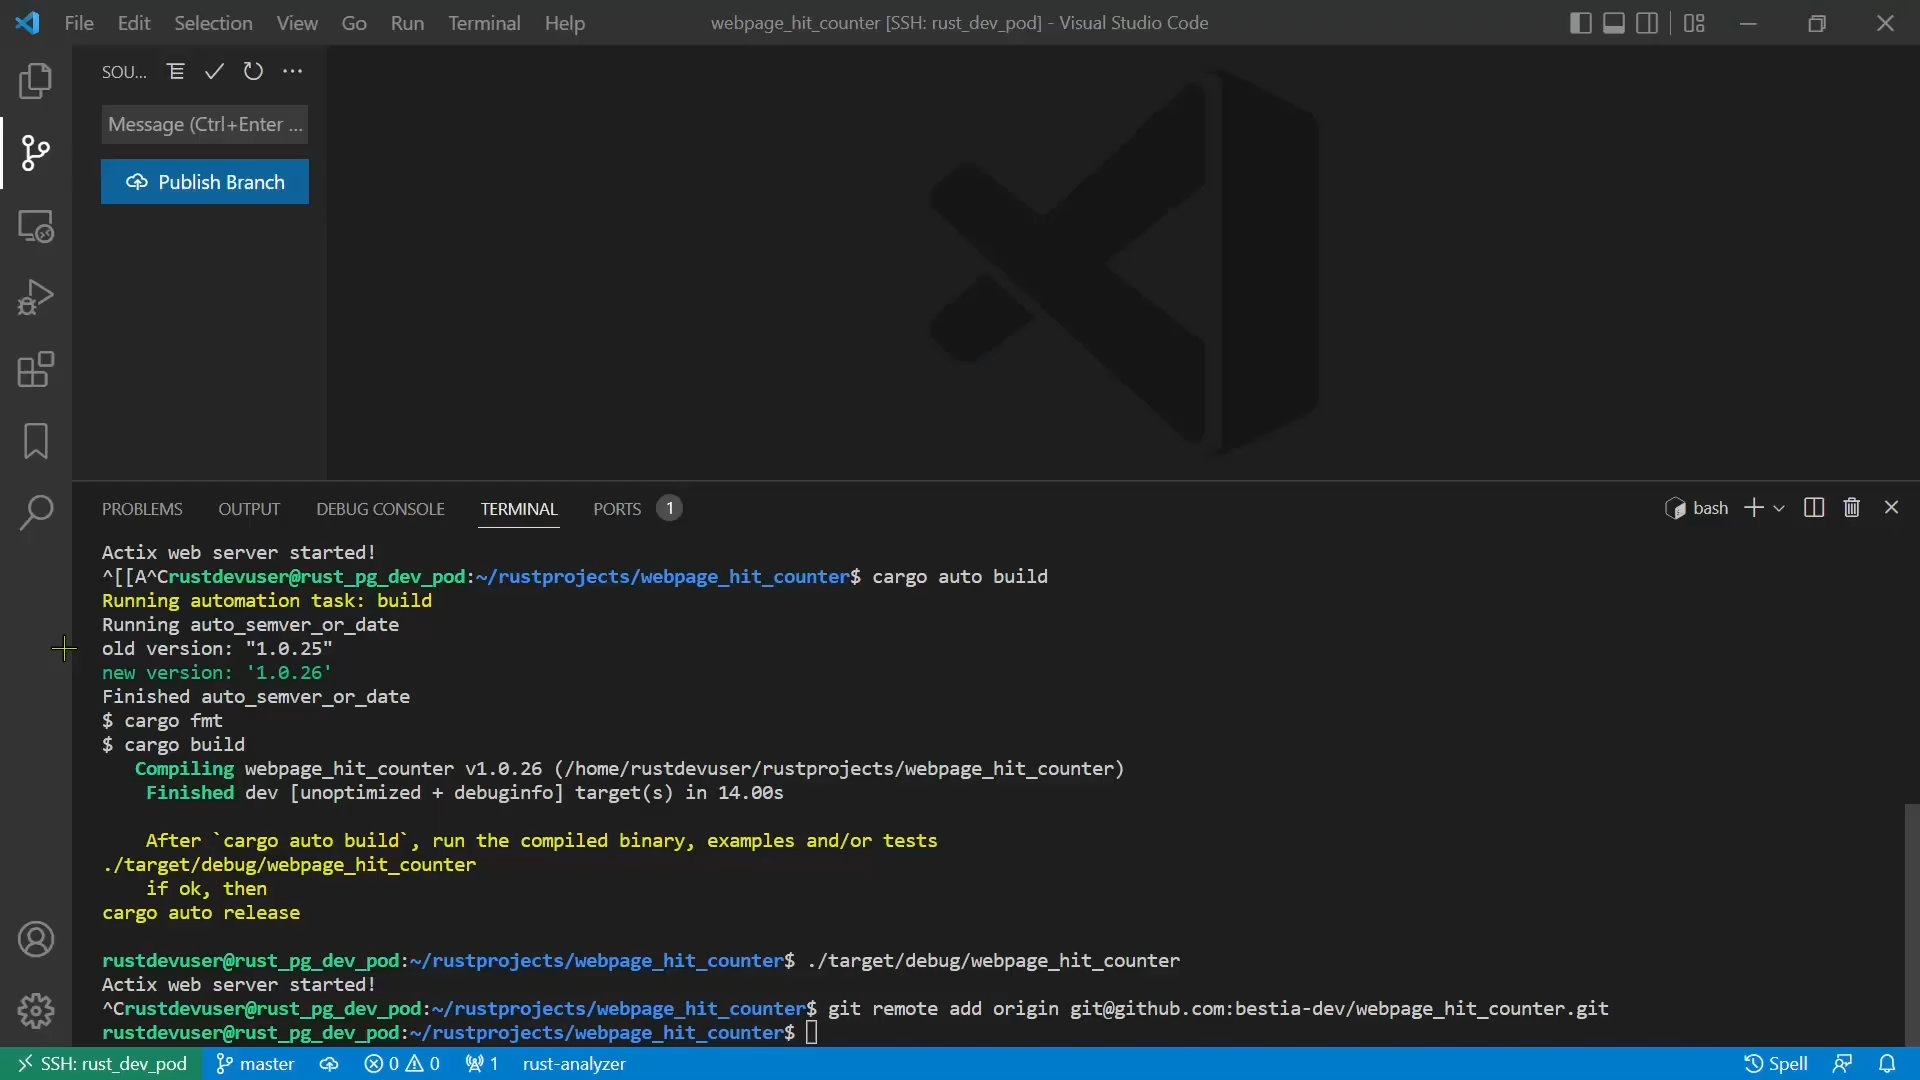 File Edit Selection View Go Run Terminal Help
webpage_hit_counter [SSH: rust_dev_pod] - Visual Studio Code
SOU...
Message (Ctrl+Enter ...
Publish Branch
PROBLEMS OUTPUT DEBUG CONSOLE TERMINAL PORTS 1
bash
Actix web server started!
^[[A^Crustdevuser@rust_pg_dev_pod:~/rustprojects/webpage_hit_counter$ cargo auto build
Running automation task: build
Running auto_semver_or_date
old version: "1.0.25"
new version: '1.0.26'
Finished auto_semver_or_date
$ cargo fmt
$ cargo build
Compiling webpage_hit_counter v1.0.26 (/home/rustdevuser/rustprojects/webpage_hit_counter)
Finished dev [unoptimized + debuginfo] target(s) in 14.00s
After `cargo auto build`, run the compiled binary, examples and/or tests
./target/debug/webpage_hit_counter
if ok, then
cargo auto release
rustdevuser@rust_pg_dev_pod:~/rustprojects/webpage_hit_counter$ ./target/debug/webpage_hit_counter
Actix web server started!
^Crustdevuser@rust_pg_dev_pod:~/rustprojects/webpage_hit_counter$ git remote add origin git@github.com:bestia-dev/webpage_hit_counter.git
rustdevuser@rust_pg_dev_pod:~/rustprojects/webpage_hit_counter$
SSH: rust_dev_pod master 0 0 1 rust-analyzer Spell